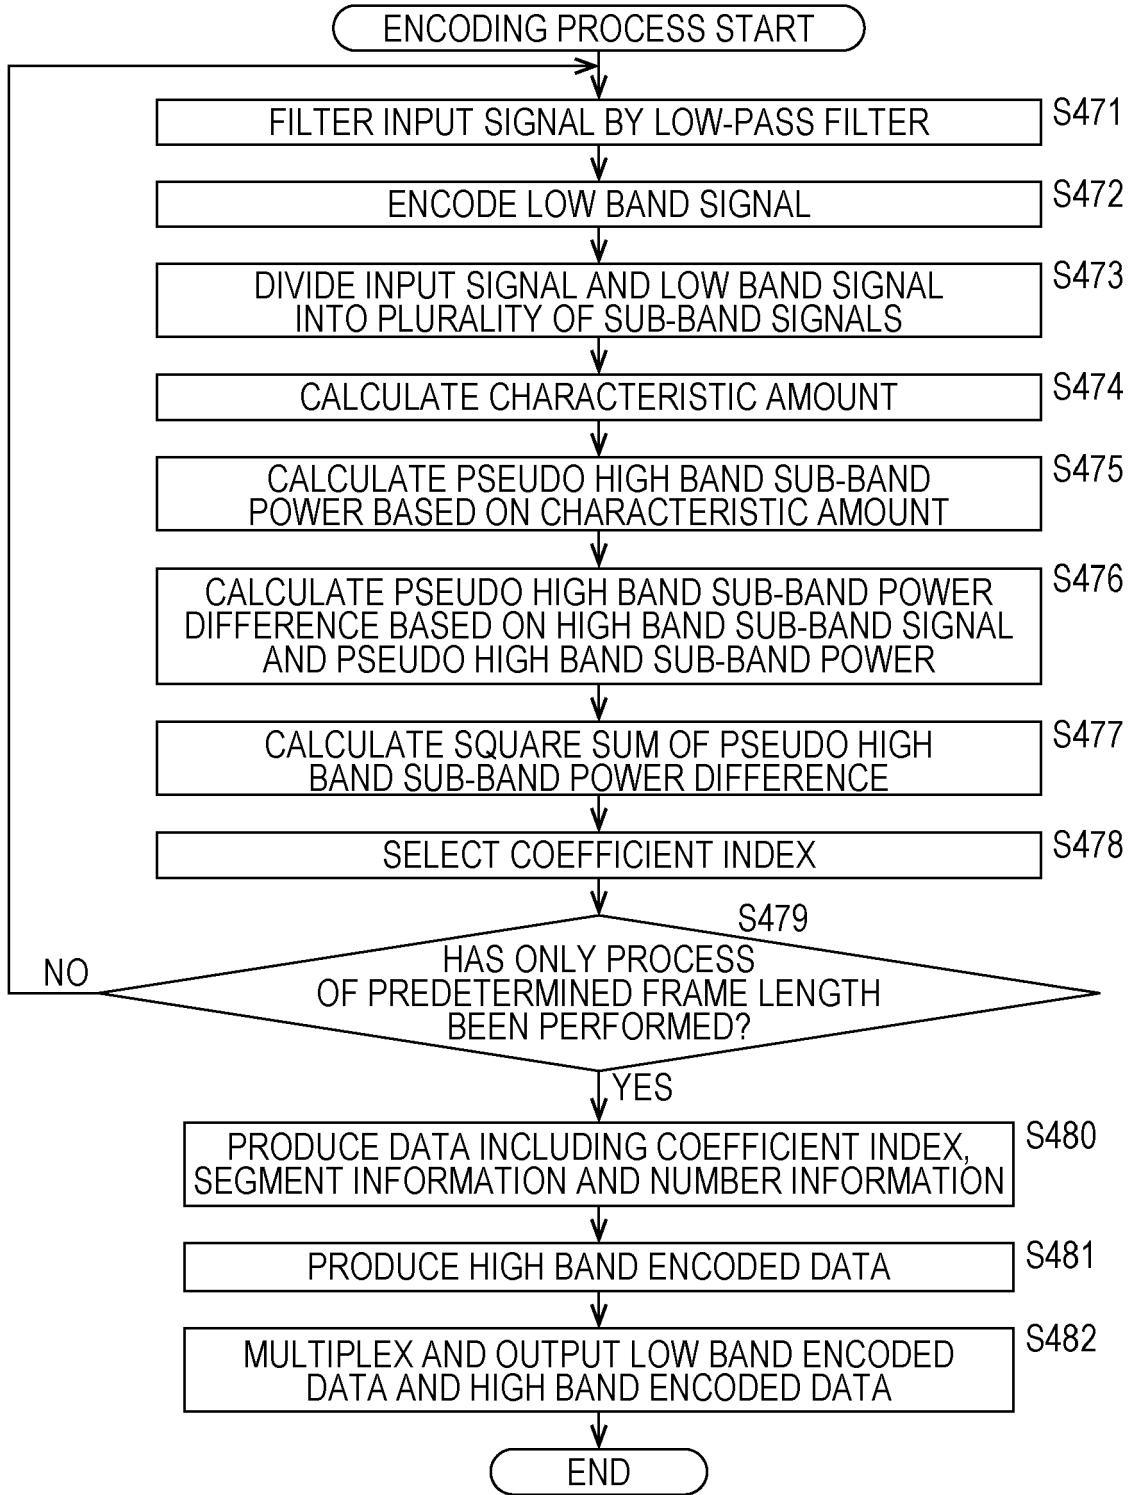 ENCODING PROCESS START
FILTER INPUT SIGNAL BY LOW-PASS FILTER
S471
ENCODE LOW BAND SIGNAL
S472
DIVIDE INPUT SIGNAL AND LOW BAND SIGNAL
INTO PLURALITY OF SUB-BAND SIGNALS
S473
CALCULATE CHARACTERISTIC AMOUNT
S474
CALCULATE PSEUDO HIGH BAND SUB-BAND
POWER BASED ON CHARACTERISTIC AMOUNT
S475
CALCULATE PSEUDO HIGH BAND SUB-BAND POWER
DIFFERENCE BASED ON HIGH BAND SUB-BAND SIGNAL
AND PSEUDO HIGH BAND SUB-BAND POWER
S476
CALCULATE SQUARE SUM OF PSEUDO HIGH
BAND SUB-BAND POWER DIFFERENCE
S477
SELECT COEFFICIENT INDEX
S478
S479
HAS ONLY PROCESS
OF PREDETERMINED FRAME LENGTH
BEEN PERFORMED?
NO
YES
PRODUCE DATA INCLUDING COEFFICIENT INDEX,
SEGMENT INFORMATION AND NUMBER INFORMATION
S480
PRODUCE HIGH BAND ENCODED DATA
S481
MULTIPLEX AND OUTPUT LOW BAND ENCODED
DATA AND HIGH BAND ENCODED DATA
S482
END